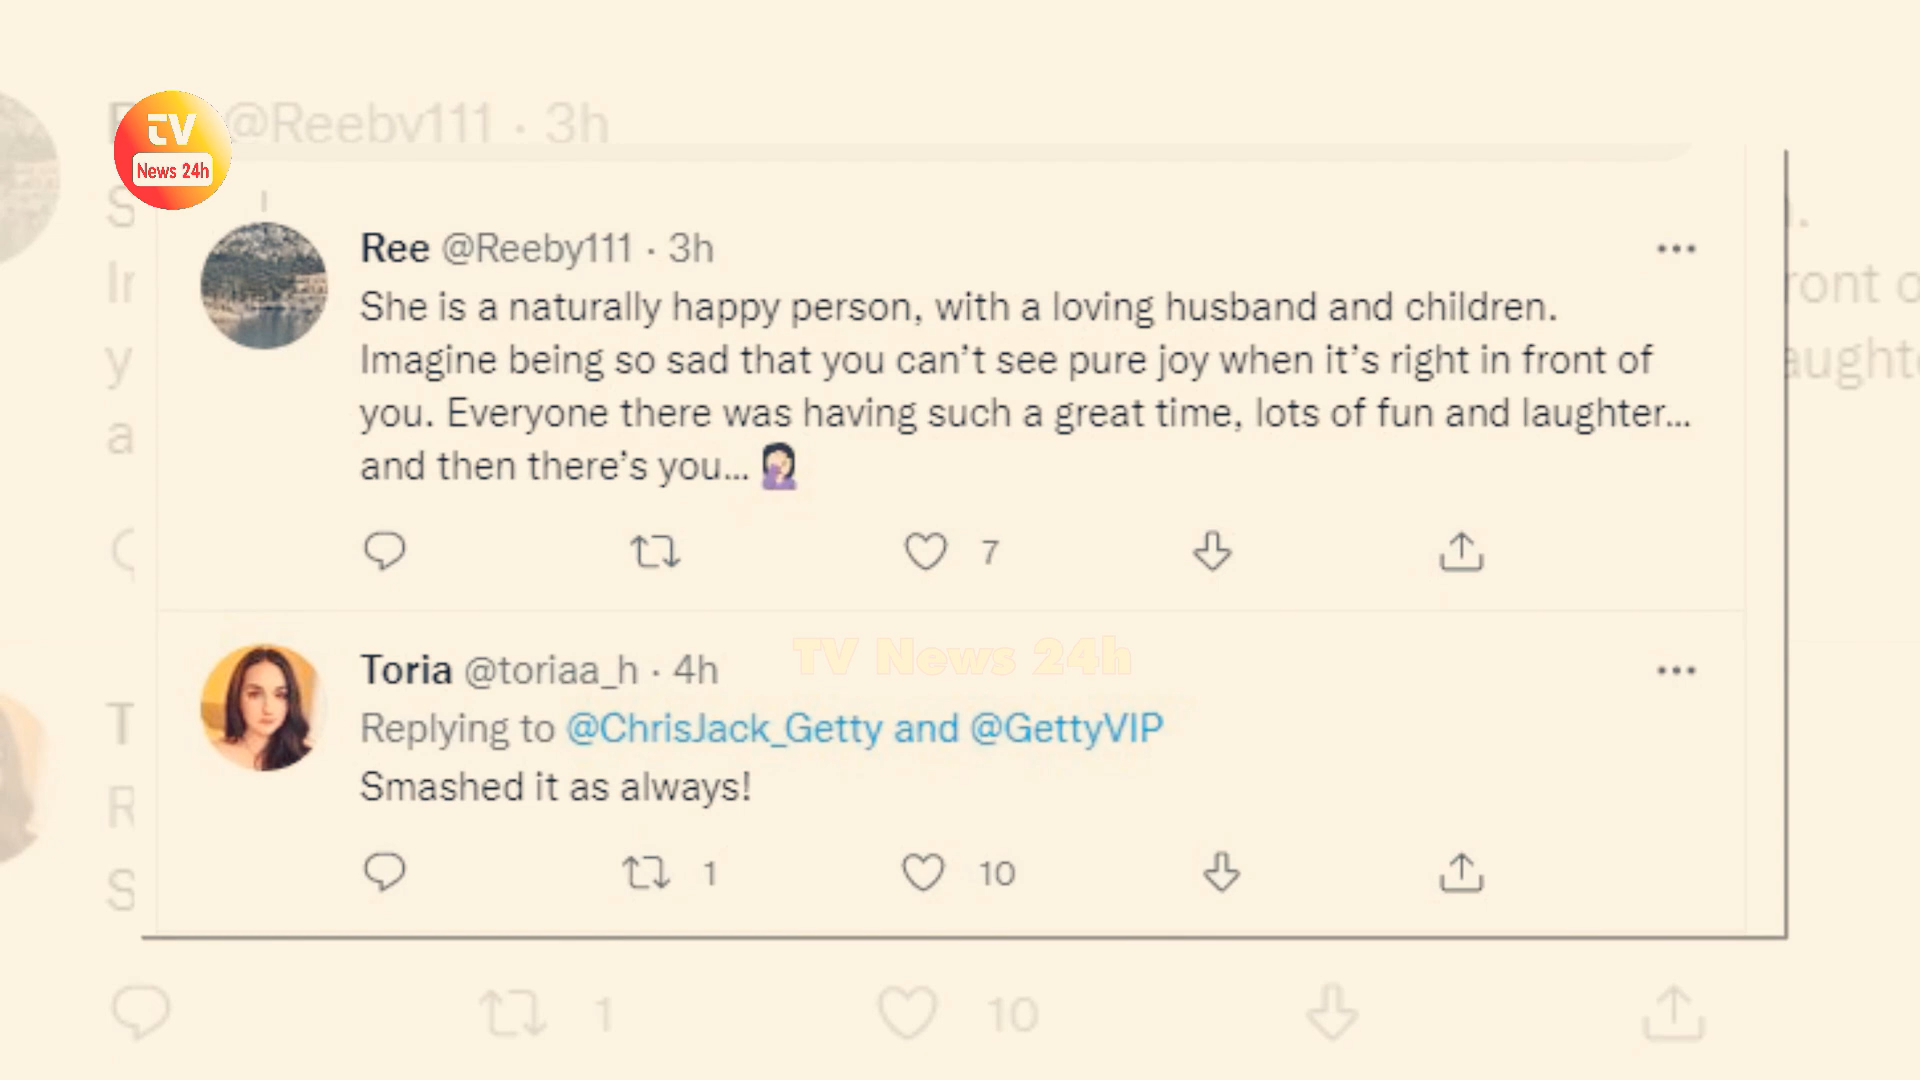 @Reeby111 · 3h
TV
News 24h
Ree @Reeby111 · 3h
She is a naturally happy person, with a loving husband and children.
Imagine being so sad that you can't see pure joy when it's right in front of
you. Everyone there was having such a great time, lots of fun and laughter...
and then there's you...
7
TV News 24h
Toria @toriaa_h · 4h
Replying to @ChrisJack_Getty and @GettyVIP
Smashed it as always!
1 10
1 10